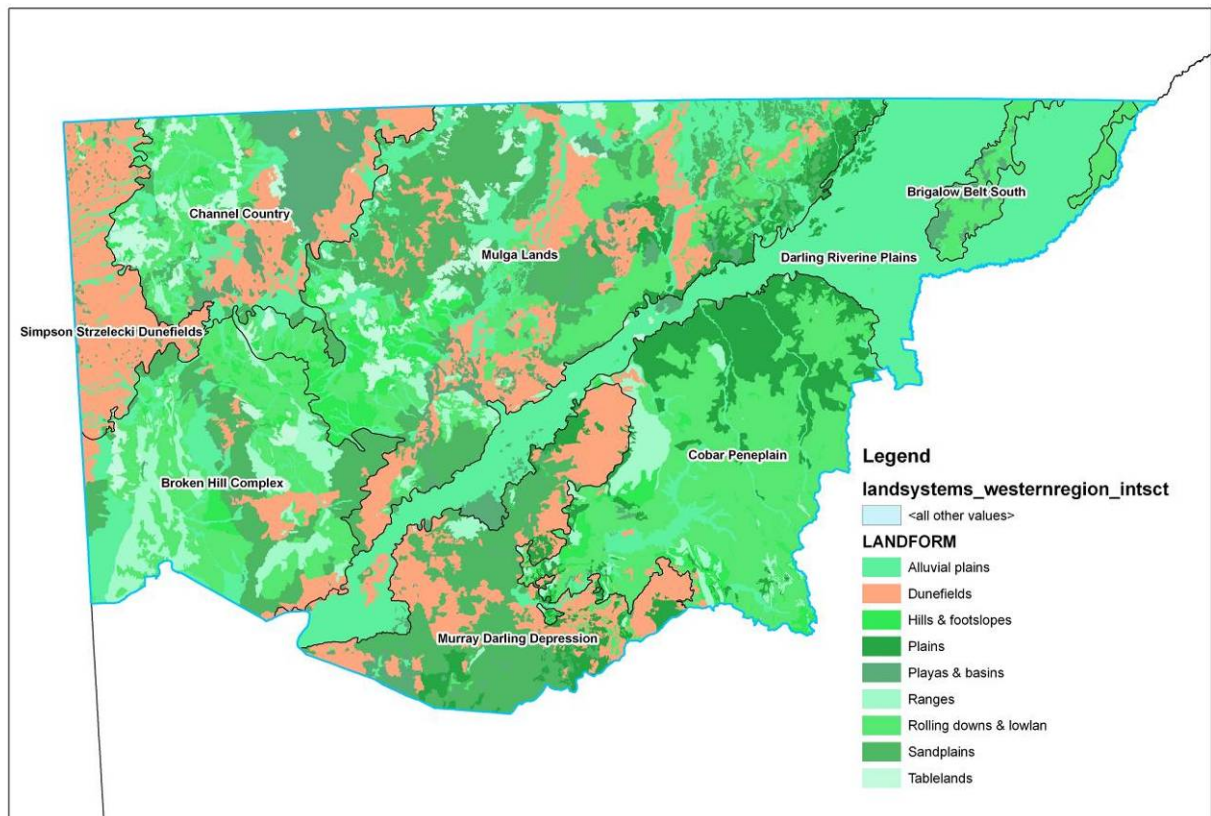 Channel Country
Brigalow Belt South
Mulga Lands
Darling Riverine Plains
Simpson Strzelecki Dunefields
Cobar Peneplain
Broken Hill Complex
Murray Darling Depression
Legend
landsystems_westernregion_intsct
<all other values>
LANDFORM
Alluvial plains
Dunefields
Hills & footslopes
Plains
Playas & basins
Ranges
Rolling downs & lowlan
Sandplains
Tablelands